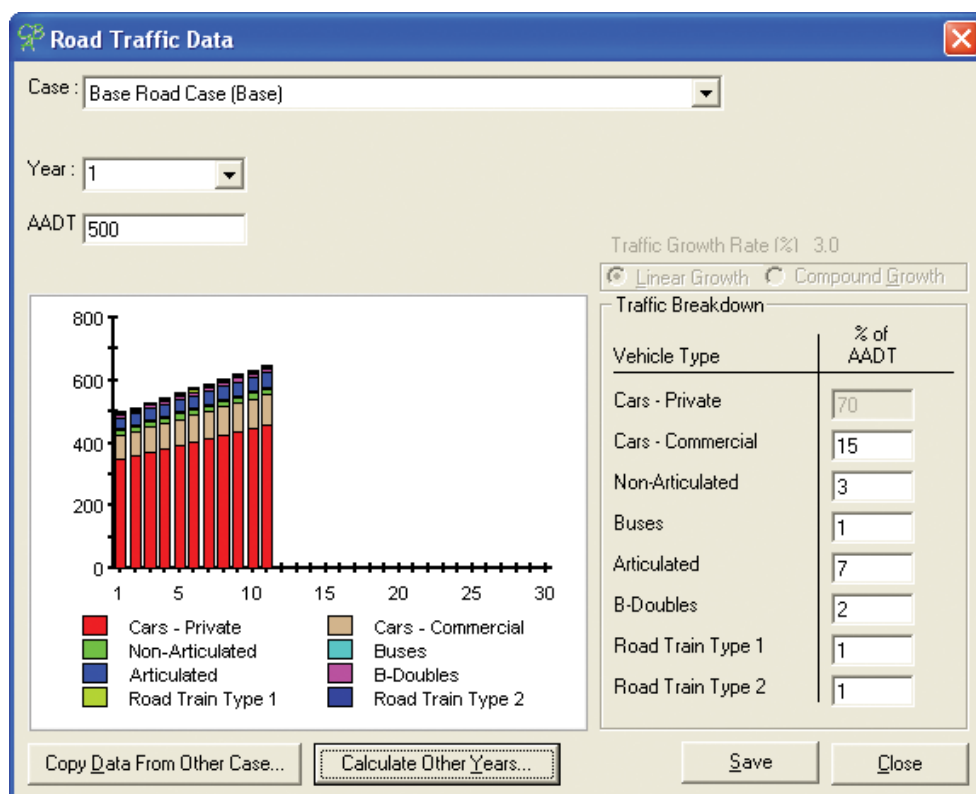 Road Traffic Data
Case : Base Road Case (Base)
Year : 1
AADT 500
Traffic Growth Rate (%) 3.0
Linear Growth Compound Growth
800
600
400
200
0
1 5 10 15 20 25 30
Cars - Private Cars - Commercial
Non-Articulated Buses
Articulated B-Doubles
Road Train Type 1 Road Train Type 2
Traffic Breakdown
Vehicle Type % of AADT
Cars - Private 70
Cars - Commercial 15
Non-Articulated 3
Buses 1
Articulated 7
B-Doubles 2
Road Train Type 1 1
Road Train Type 2 1
Copy Data From Other Case... Calculate Other Years... Save Close